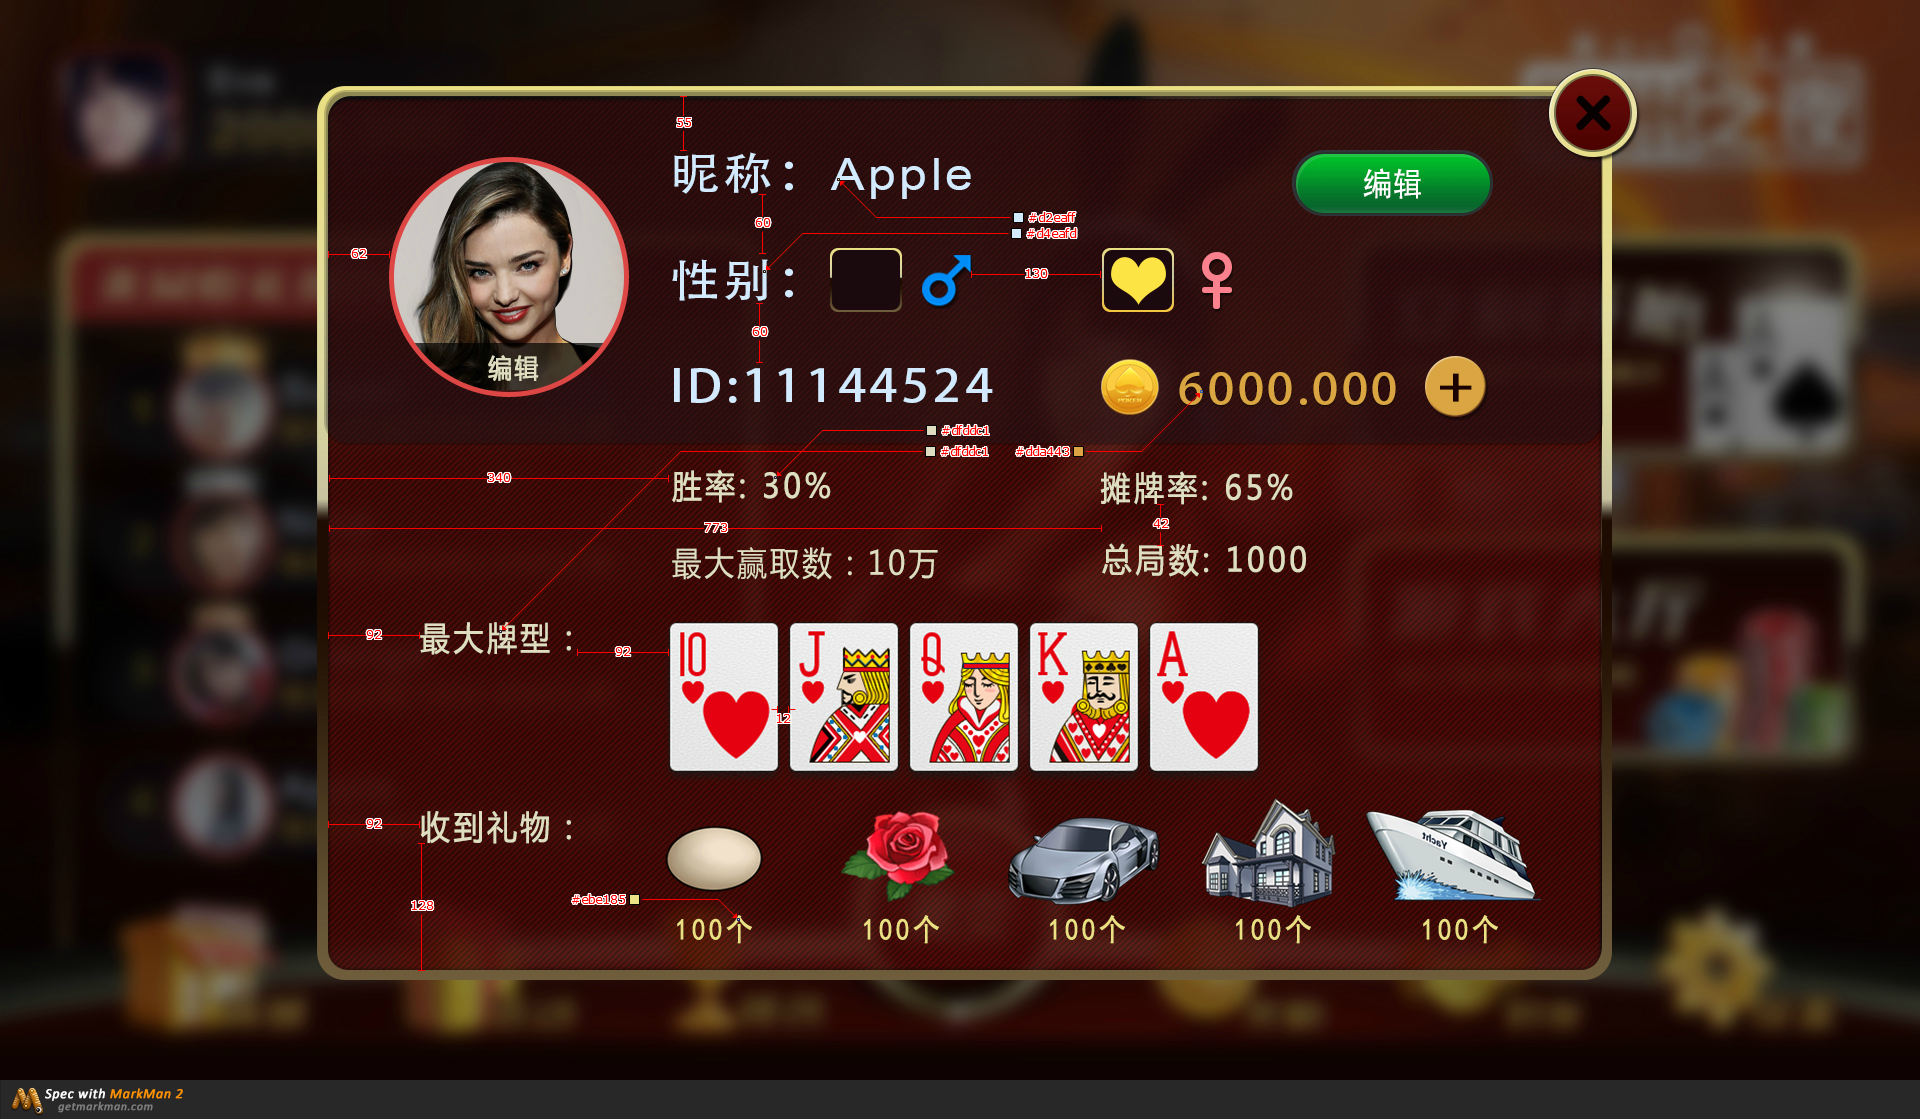 55
昵称： Apple
编辑
60
#d2eaff
#d4eafd
62
性别：
130
60
编辑
ID:11144524
POKER
6000.000
#dfddc1
#dfddc1
#dda443
340
胜率: 30%
摊牌率: 65%
773
42
最大赢取数：10万
总局数: 1000
92
最大牌型：
92
10 J Q K A
12
92
收到礼物：
Yacht
#ebe185
128
100个 100个 100个 100个 100个
Spec with MarkMan 2
getmarkman.com